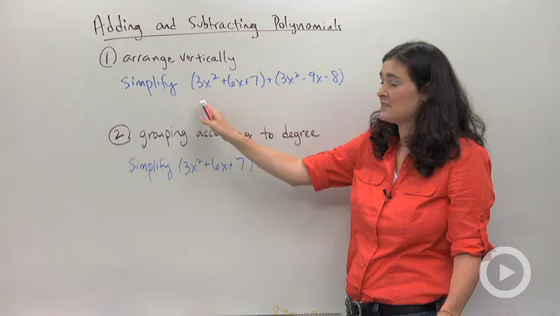 Adding and Subtracting Polynomials
① arrange vertically
Simplify (3x² + 6x + 7) + (3x² - 9x - 8)
② grouping according to degree
Simplify (3x² + 6x + 7)